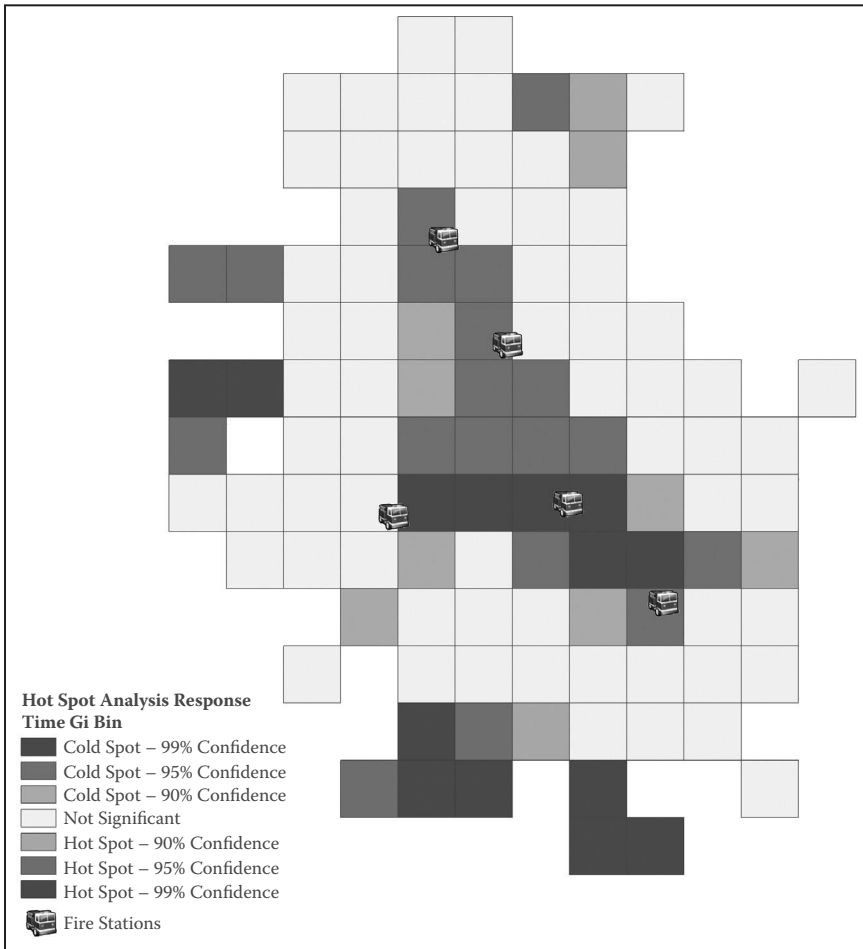 Hot Spot Analysis Response
Time Gi Bin
Cold Spot – 99% Confidence
Cold Spot – 95% Confidence
Cold Spot – 90% Confidence
Not Significant
Hot Spot – 90% Confidence
Hot Spot – 95% Confidence
Hot Spot – 99% Confidence
Fire Stations